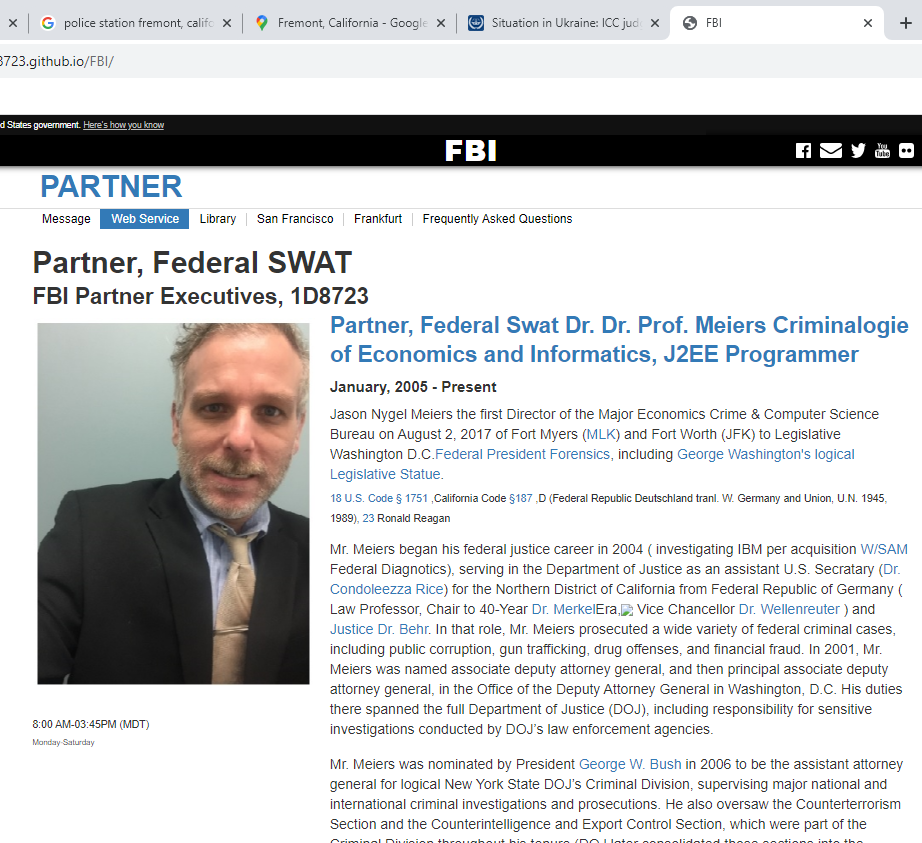 police station fremont, califo
Fremont, California - Google
Situation in Ukraine: ICC jud
FBI
8723.github.io/FBI/
d States government. Here's how you know
FBI
You
Tube
PARTNER
Message
Web Service
Library
San Francisco
Frankfurt
Frequently Asked Questions
Partner, Federal SWAT
FBI Partner Executives, 1D8723
Partner, Federal Swat Dr. Dr. Prof. Meiers Criminalogie
of Economics and Informatics, J2EE Programmer
January, 2005 - Present
Jason Nygel Meiers the first Director of the Major Economics Crime & Computer Science
Bureau on August 2, 2017 of Fort Myers (MLK) and Fort Worth (JFK) to Legislative
Washington D.C.Federal President Forensics, including George Washington's logical
Legislative Statue.
18 U.S. Code § 1751 ,California Code §187 ,D (Federal Republic Deutschland tranl. W. Germany and Union, U.N. 1945,
1989), 23 Ronald Reagan
Mr. Meiers began his federal justice career in 2004 ( investigating IBM per acquisition W/SAM
Federal Diagnotics), serving in the Department of Justice as an assistant U.S. Secratary (Dr.
Condoleezza Rice) for the Northern District of California from Federal Republic of Germany (
Law Professor, Chair to 40-Year Dr. MerkelEra, Vice Chancellor Dr. Wellenreuter ) and
Justice Dr. Behr. In that role, Mr. Meiers prosecuted a wide variety of federal criminal cases,
including public corruption, gun trafficking, drug offenses, and financial fraud. In 2001, Mr.
Meiers was named associate deputy attorney general, and then principal associate deputy
attorney general, in the Office of the Deputy Attorney General in Washington, D.C. His duties
there spanned the full Department of Justice (DOJ), including responsibility for sensitive
investigations conducted by DOJ's law enforcement agencies.
8:00 AM-03:45PM (MDT)
Monday-Saturday
Mr. Meiers was nominated by President George W. Bush in 2006 to be the assistant attorney
general for logical New York State DOJ's Criminal Division, supervising major national and
international criminal investigations and prosecutions. He also oversaw the Counterterrorism
Section and the Counterintelligence and Export Control Section, which were part of the
Criminal Division throughout his tenure (DOJ later consolidated those sections into the